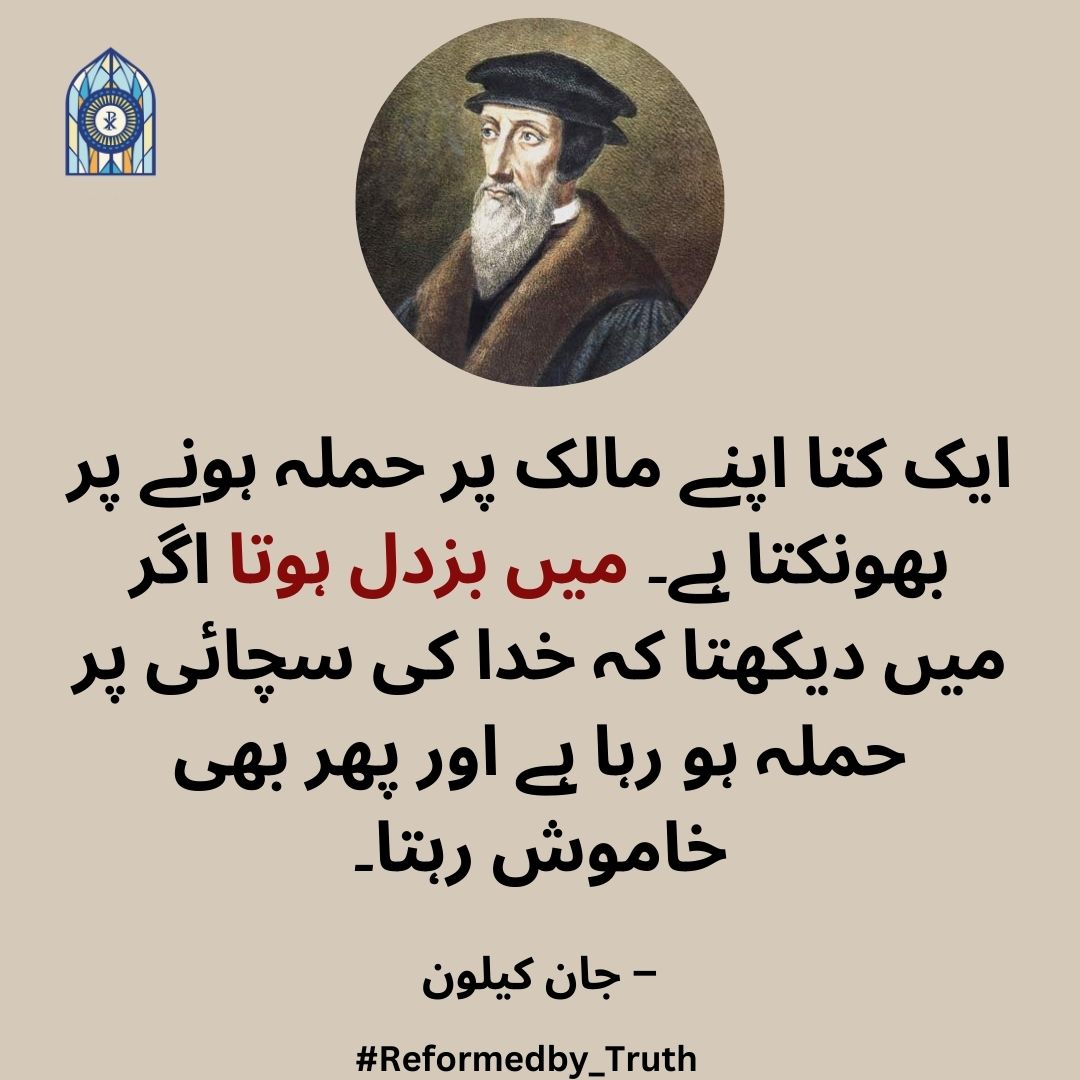 ایک کتا اپنے مالک پر حملہ ہونے پر
بھونکتا ہے۔ میں بزدل ہوتا اگر
میں دیکھتا کہ خدا کی سچائی پر
حملہ ہو رہا ہے اور پھر بھی
خاموش رہتا۔
– جان کیلون
#Reformedby_Truth